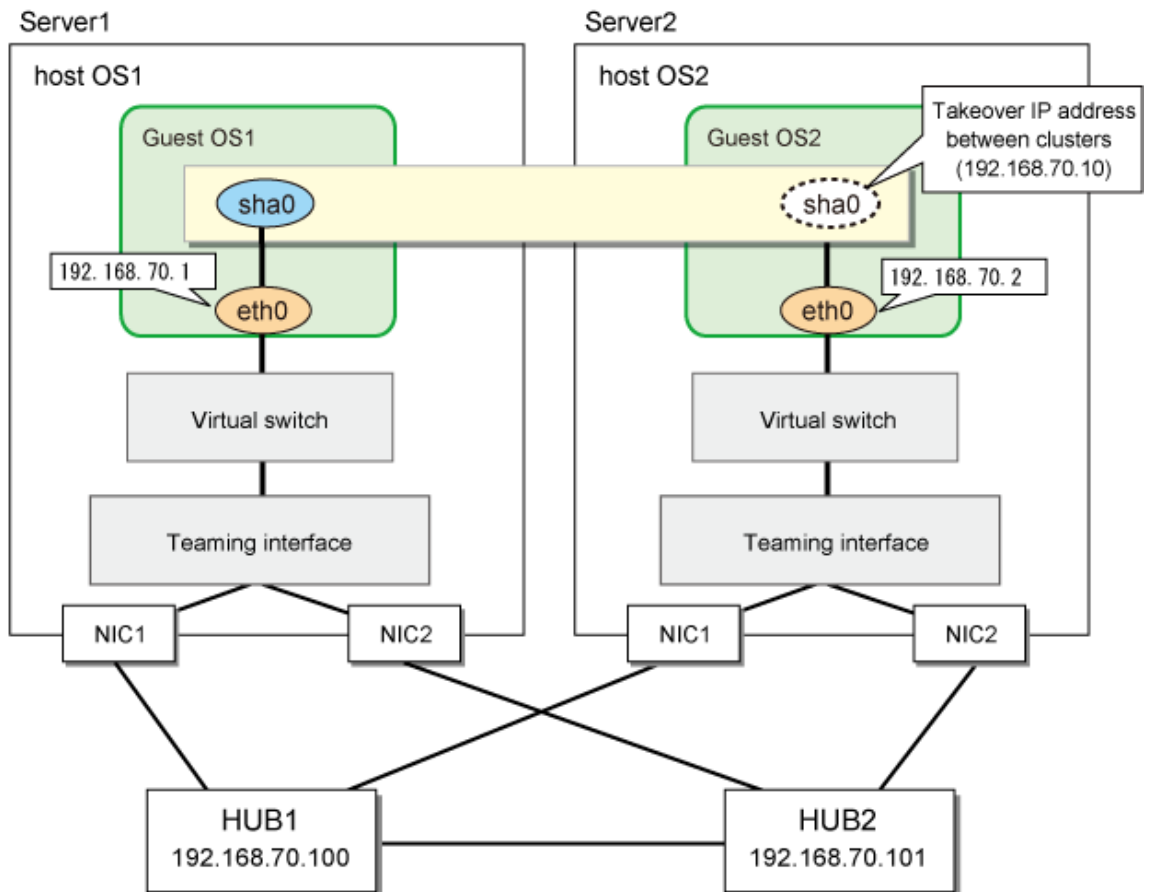 Server1
Server2
host OS1
host OS2
Takeover IP address
between clusters
(192.168.70.10)
Guest OS1
Guest OS2
sha0
sha0
192. 168. 70. 1
192. 168. 70. 2
eth0
eth0
Virtual switch
Virtual switch
Teaming interface
Teaming interface
NIC1
NIC2
NIC1
NIC2
HUB1
192.168.70.100
HUB2
192.168.70.101